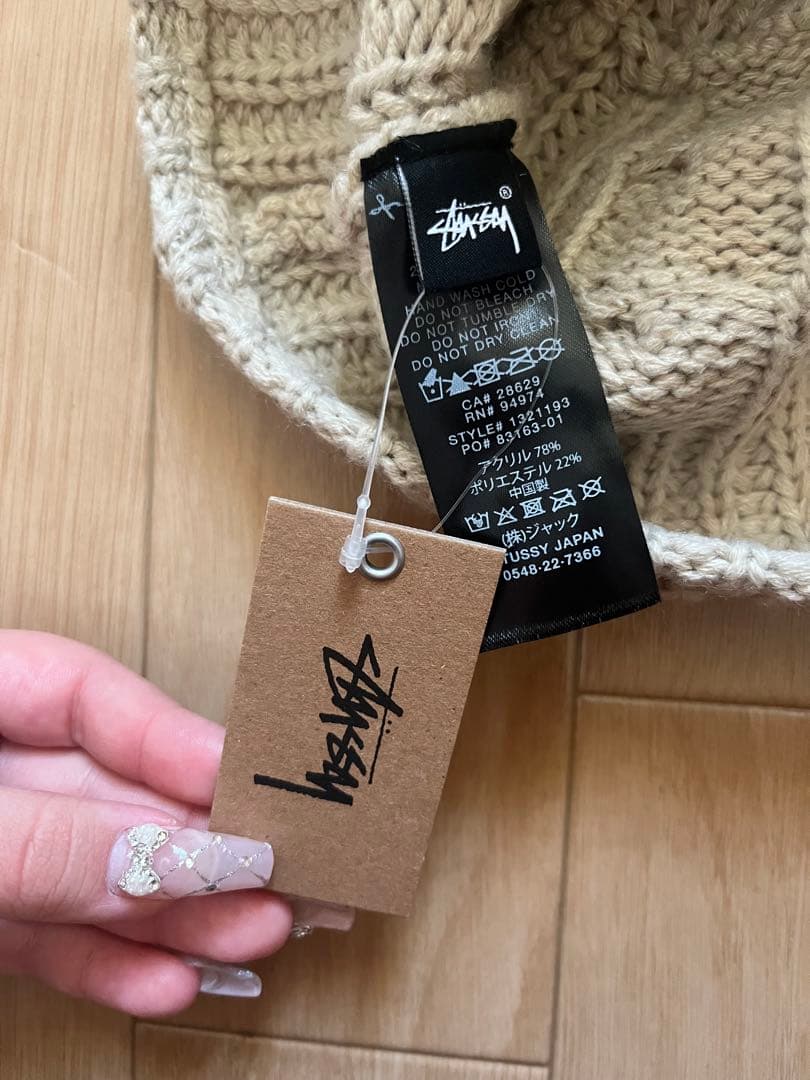 STÜSSY
®
HAND WASH COLD
DO NOT BLEACH
DO NOT TUMBLE DRY
DO NOT IRON
DO NOT DRY CLEAN
CA# 28629
RN# 94974
STYLE# 1321193
PO# 83163-01
アクリル 78%
ポリエステル 22%
中国製
(株)ジャック
TUSSY JAPAN
0548-22-7366
STÜSSY